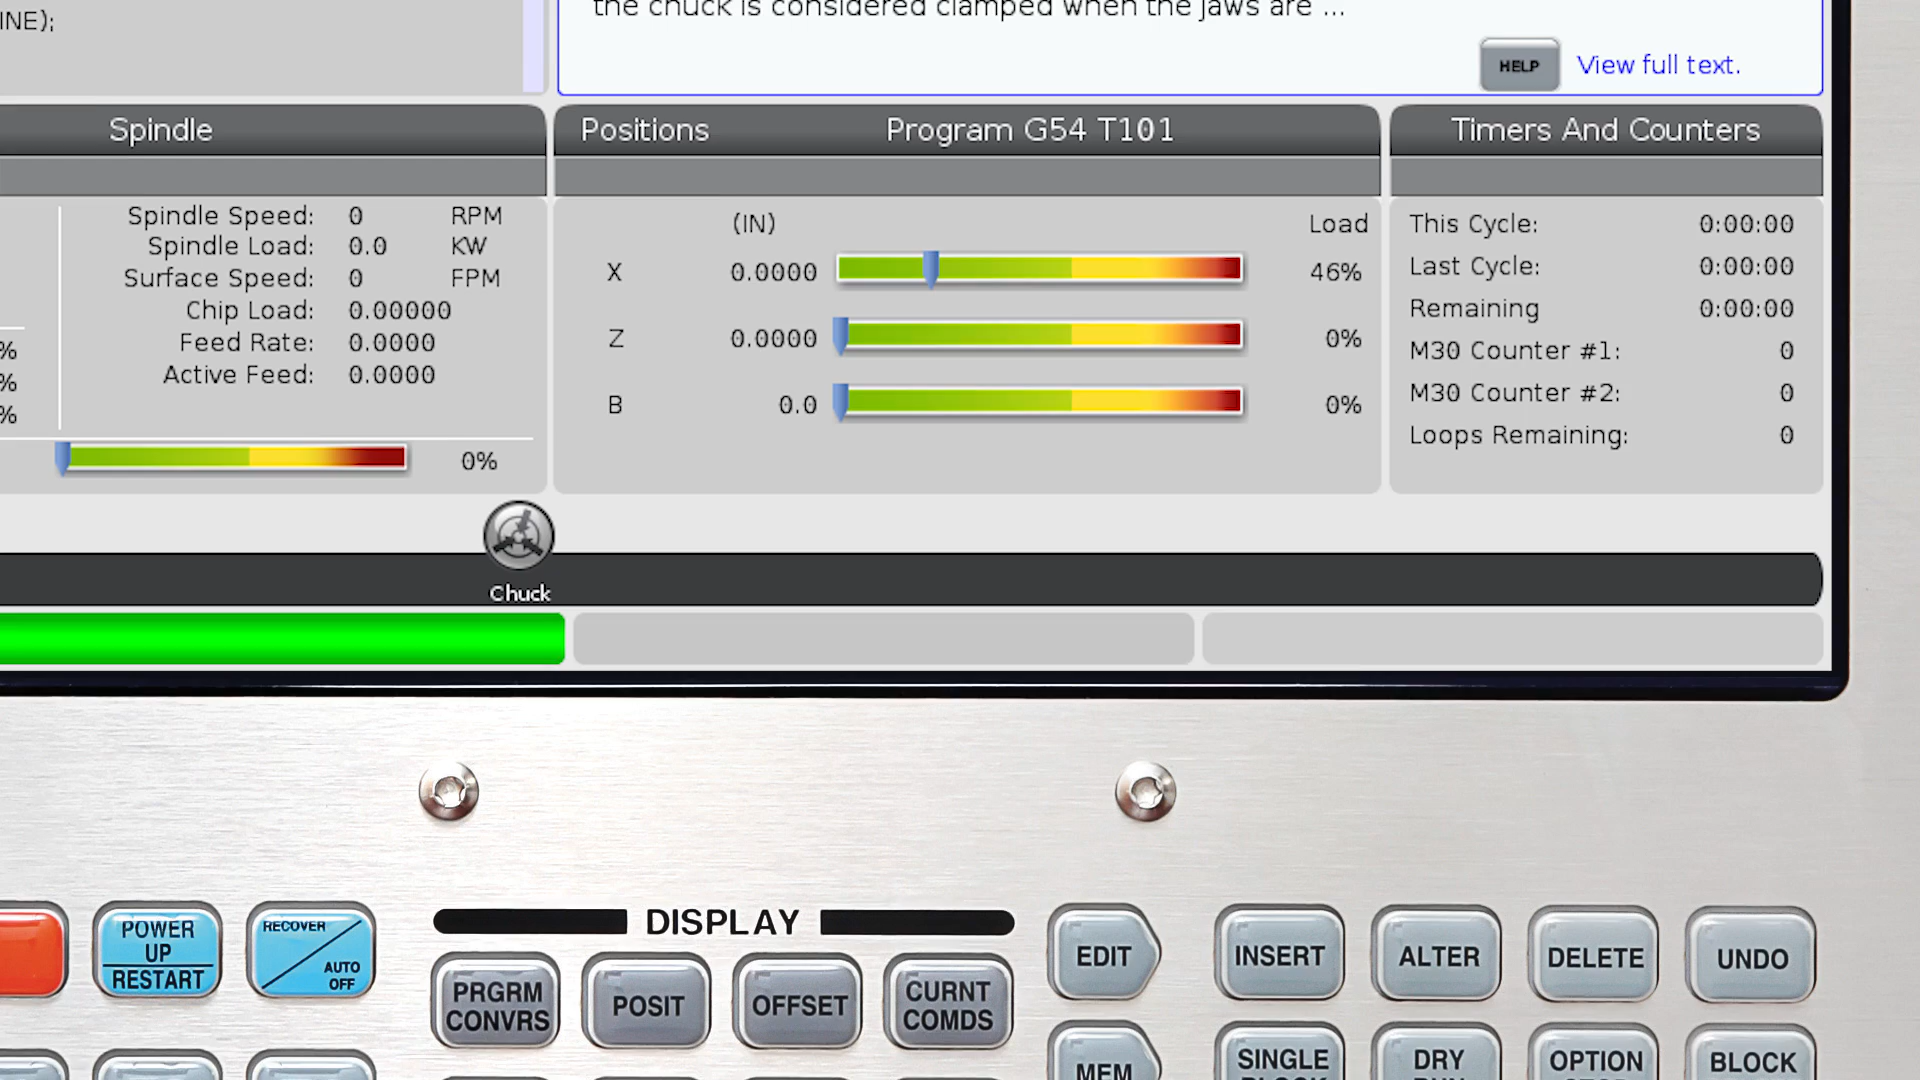 INE);
the chuck is considered clamped when the jaws are ...
HELP
View full text.
Spindle
Spindle Speed: 0 RPM
Spindle Load: 0.0 KW
Surface Speed: 0 FPM
Chip Load: 0.00000
Feed Rate: 0.0000
Active Feed: 0.0000
%
%
%
0%
Positions Program G54 T101
(IN) Load
X 0.0000 46%
Z 0.0000 0%
B 0.0 0%
Timers And Counters
This Cycle: 0:00:00
Last Cycle: 0:00:00
Remaining 0:00:00
M30 Counter #1: 0
M30 Counter #2: 0
Loops Remaining: 0
Chuck
POWER
UP
RESTART
RECOVER
AUTO
OFF
DISPLAY
PRGRM
CONVRS
POSIT
OFFSET
CURNT
COMDS
EDIT
INSERT
ALTER
DELETE
UNDO
MEM
SINGLE
BLOCK
DRY
RUN
OPTION
STOP
BLOCK